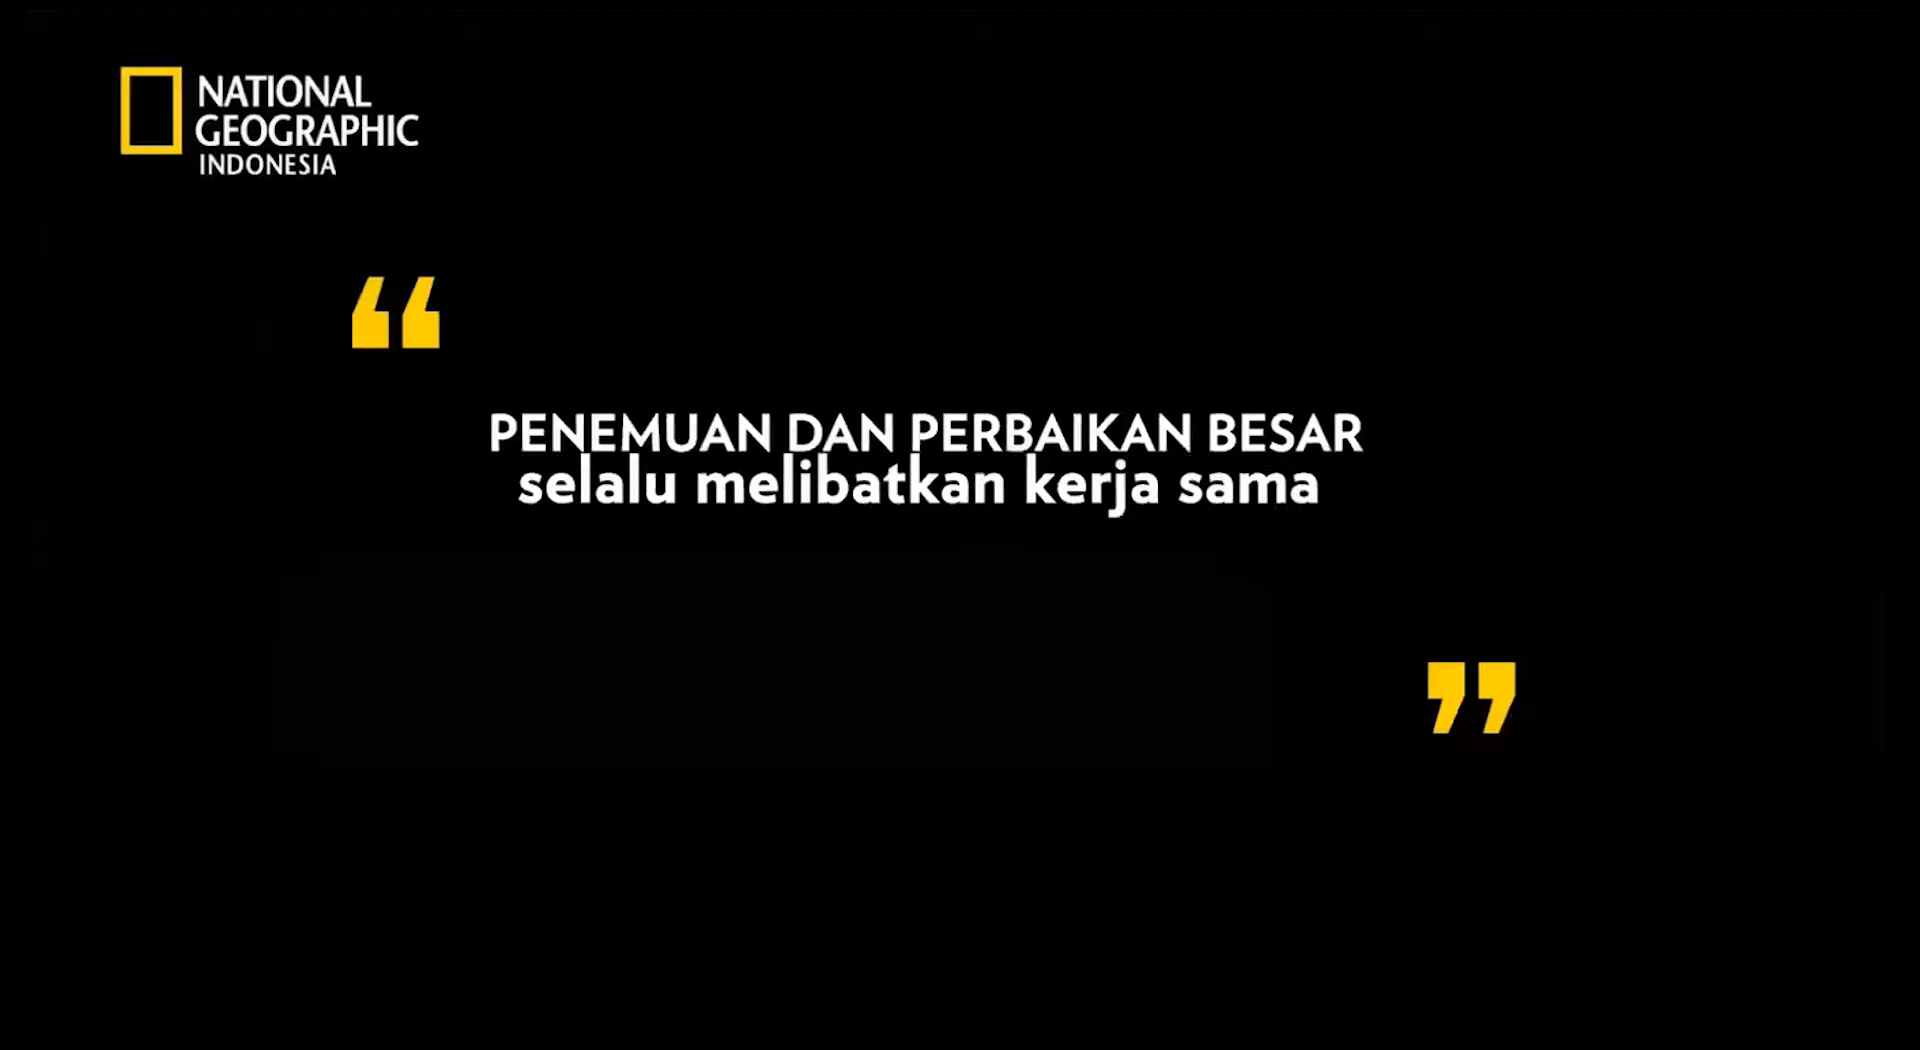 NATIONAL
GEOGRAPHIC
INDONESIA
“
PENEMUAN DAN PERBAIKAN BESAR
selalu melibatkan kerja sama
”